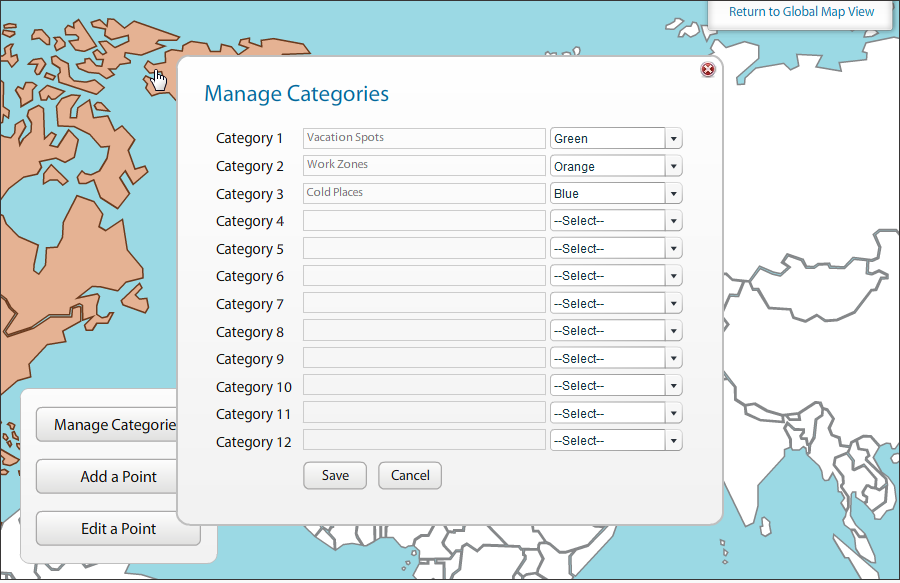 Return to Global Map View
Manage Categories
Category 1 Vacation Spots Green
Category 2 Work Zones Orange
Category 3 Cold Places Blue
Category 4 --Select--
Category 5 --Select--
Category 6 --Select--
Category 7 --Select--
Category 8 --Select--
Category 9 --Select--
Category 10 --Select--
Category 11 --Select--
Category 12 --Select--
Save Cancel
Manage Categorie
Add a Point
Edit a Point